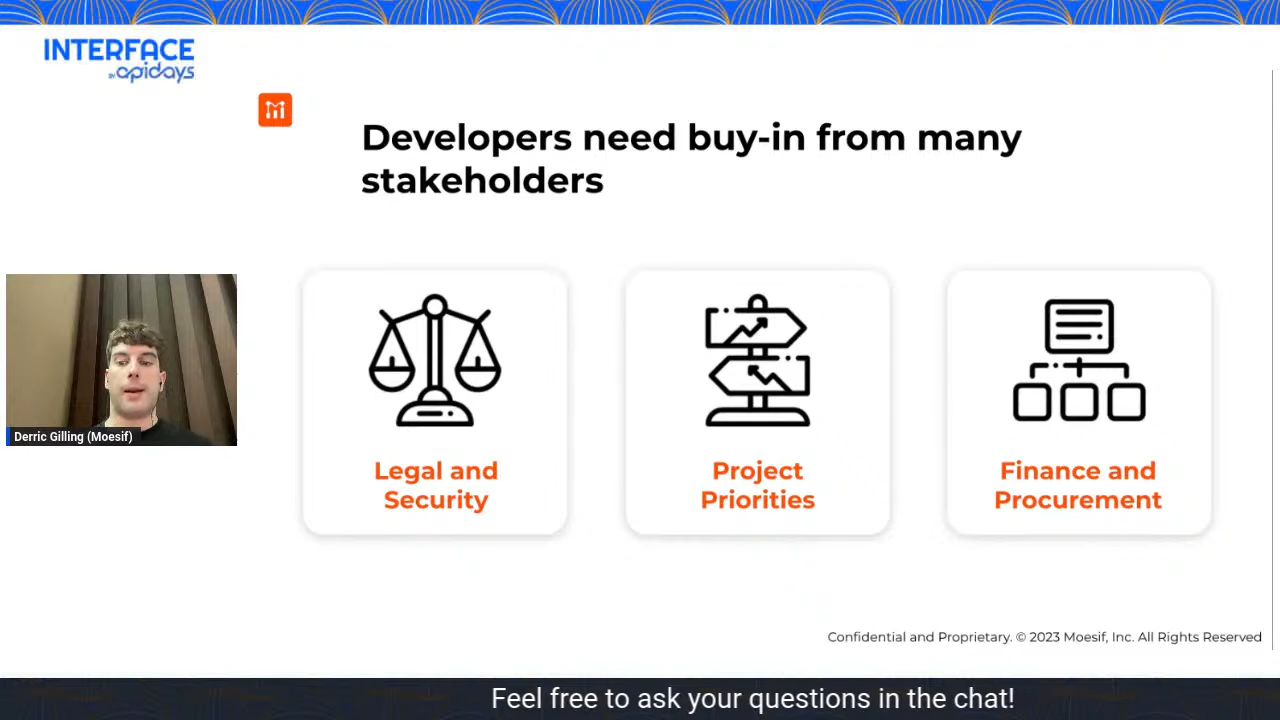 INTERFACE
BY apidays
Developers need buy-in from many
stakeholders
Derric Gilling (Moesif)
Legal and
Security
Project
Priorities
Finance and
Procurement
Confidential and Proprietary. © 2023 Moesif, Inc. All Rights Reserved
Feel free to ask your questions in the chat!